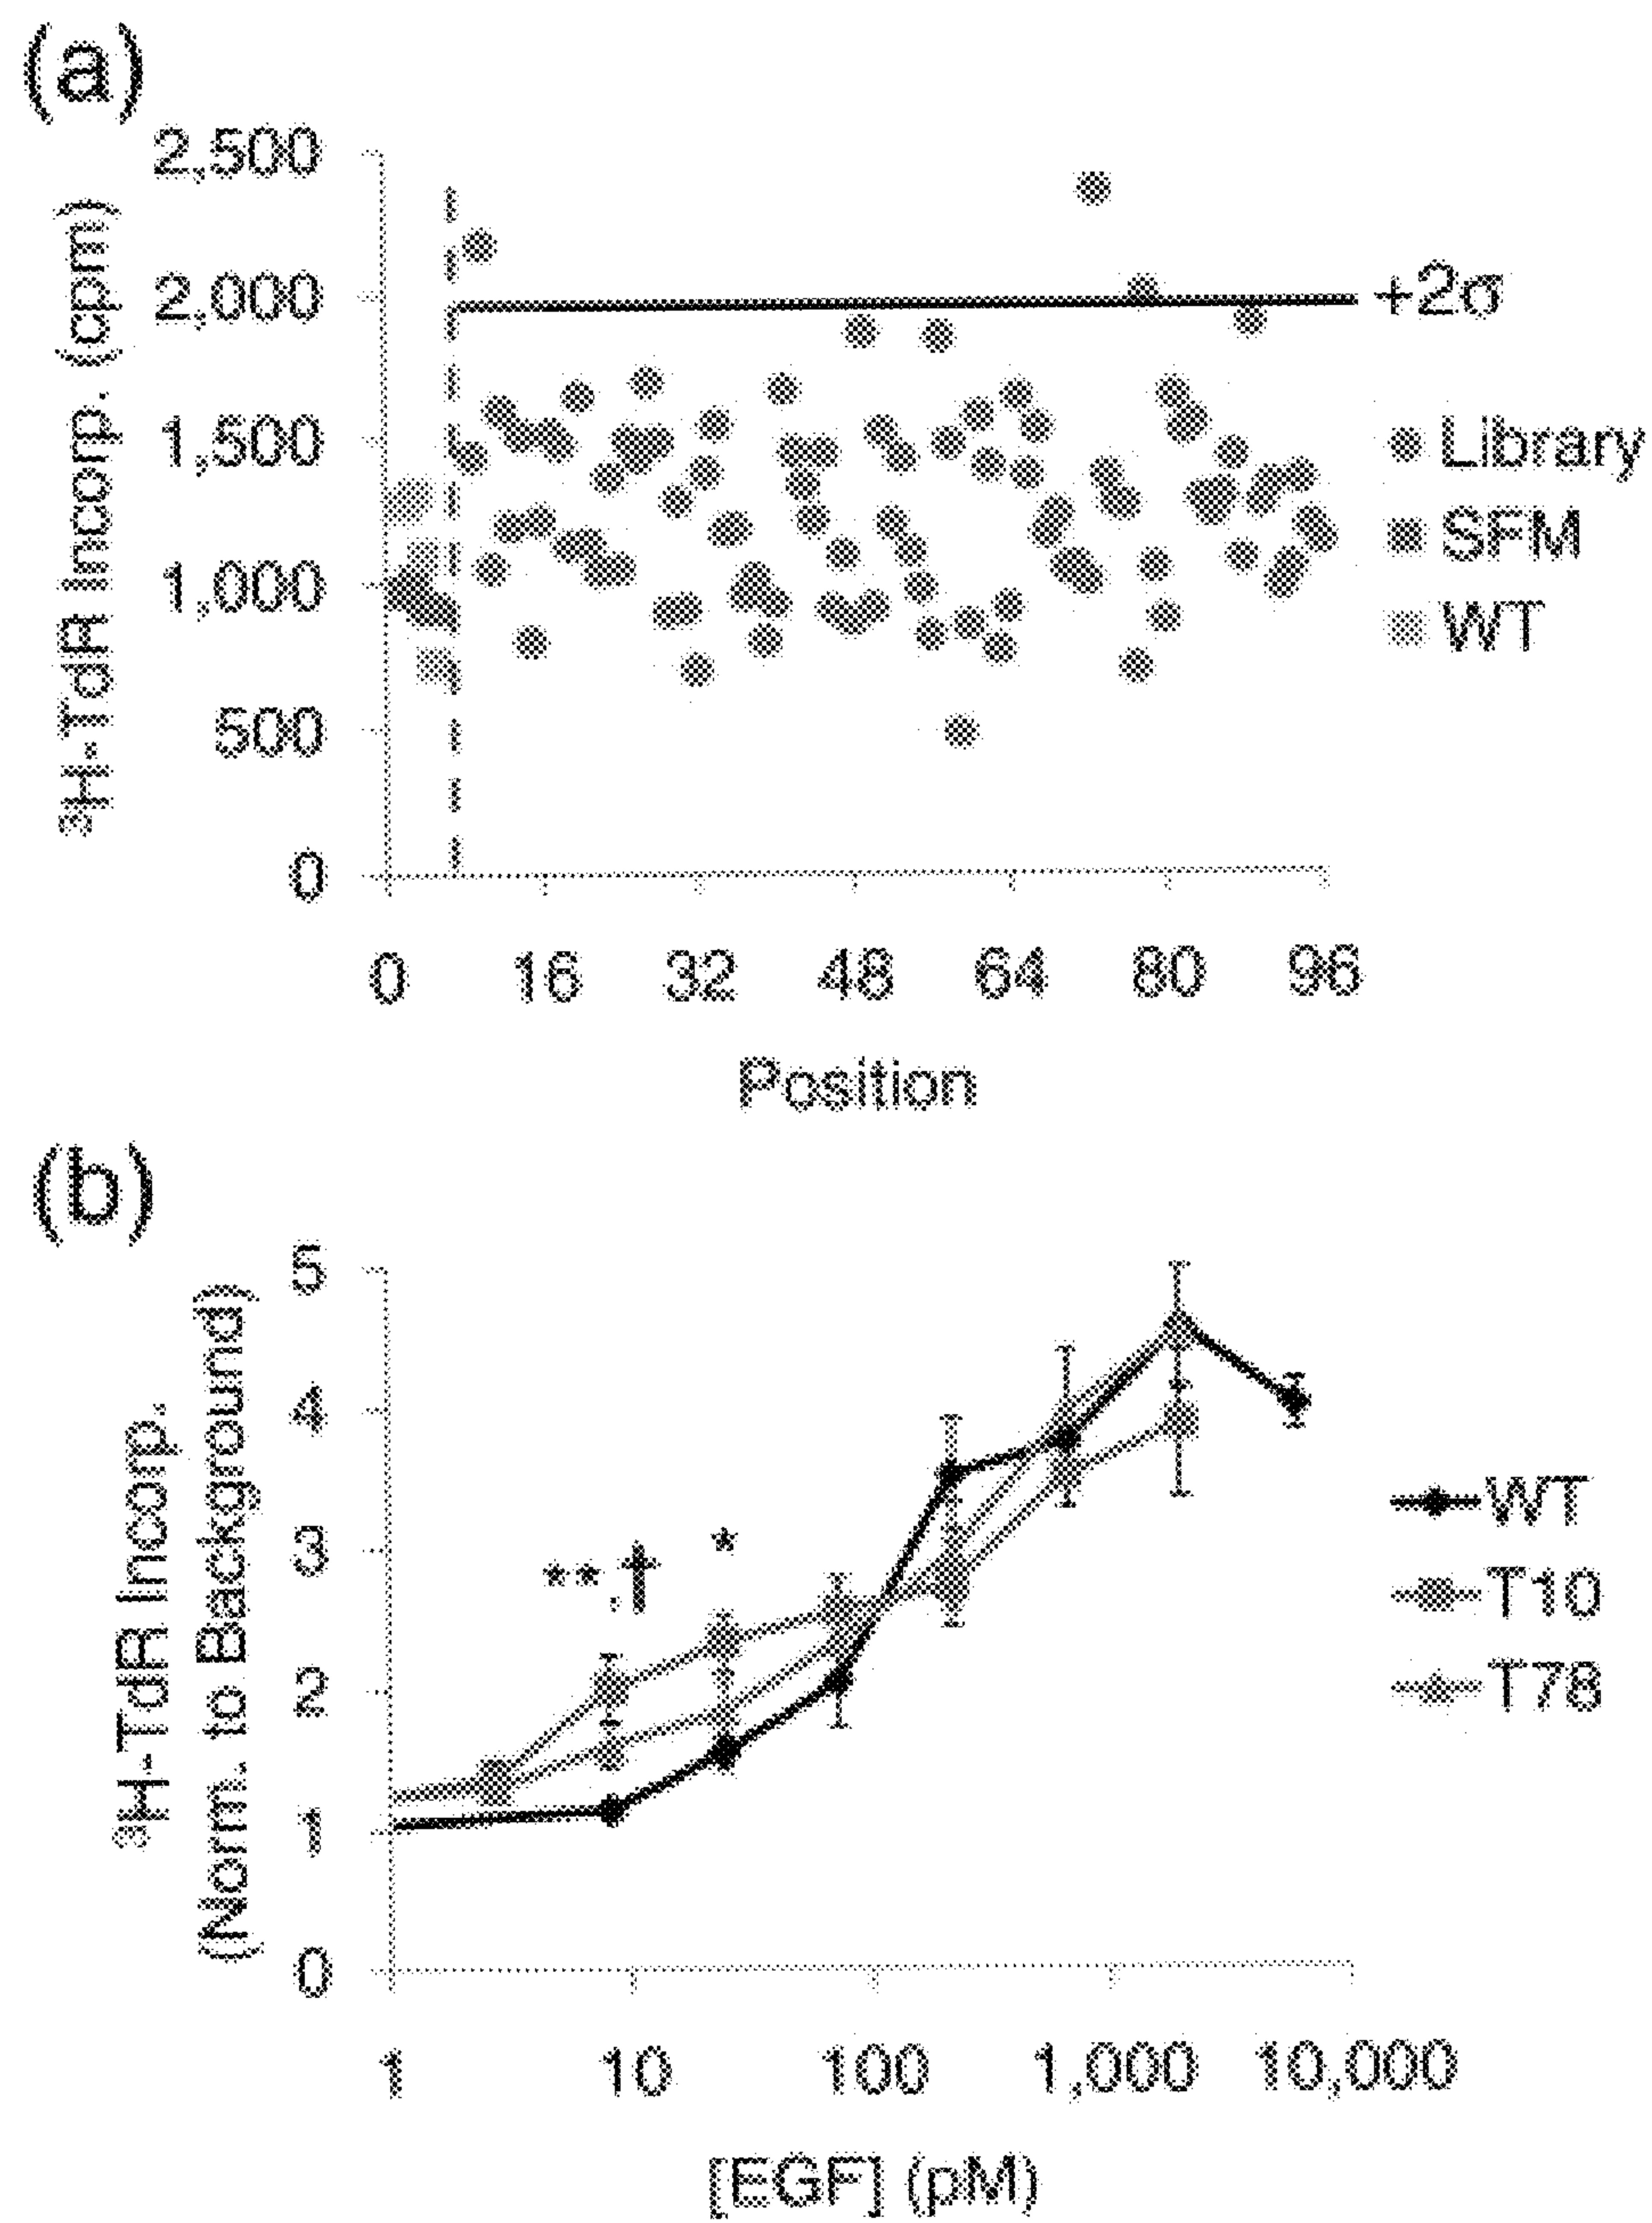 (a)
³H-TdR Incorp. (cpm)
2,500
2,000
1,500
1,000
500
0
+2σ
Library
SFM
WT
0 16 32 48 64 80 96
Position
(b)
³H-TdR Incorp.
(Norm. to Background)
5
4
3
2
1
0
**,† *
WT
T10
T78
1 10 100 1,000 10,000
[EGF] (pM)